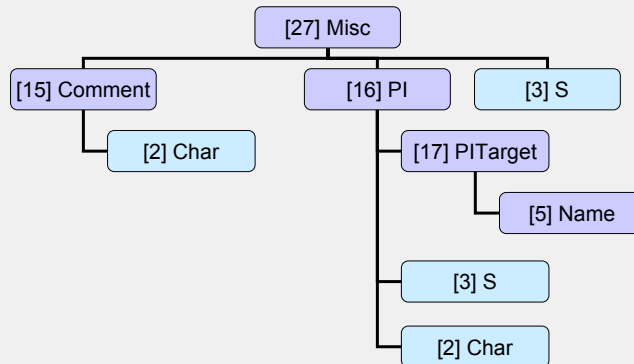 [27] Misc
[15] Comment
[16] PI
[3] S
[2] Char
[17] PITarget
[5] Name
[3] S
[2] Char